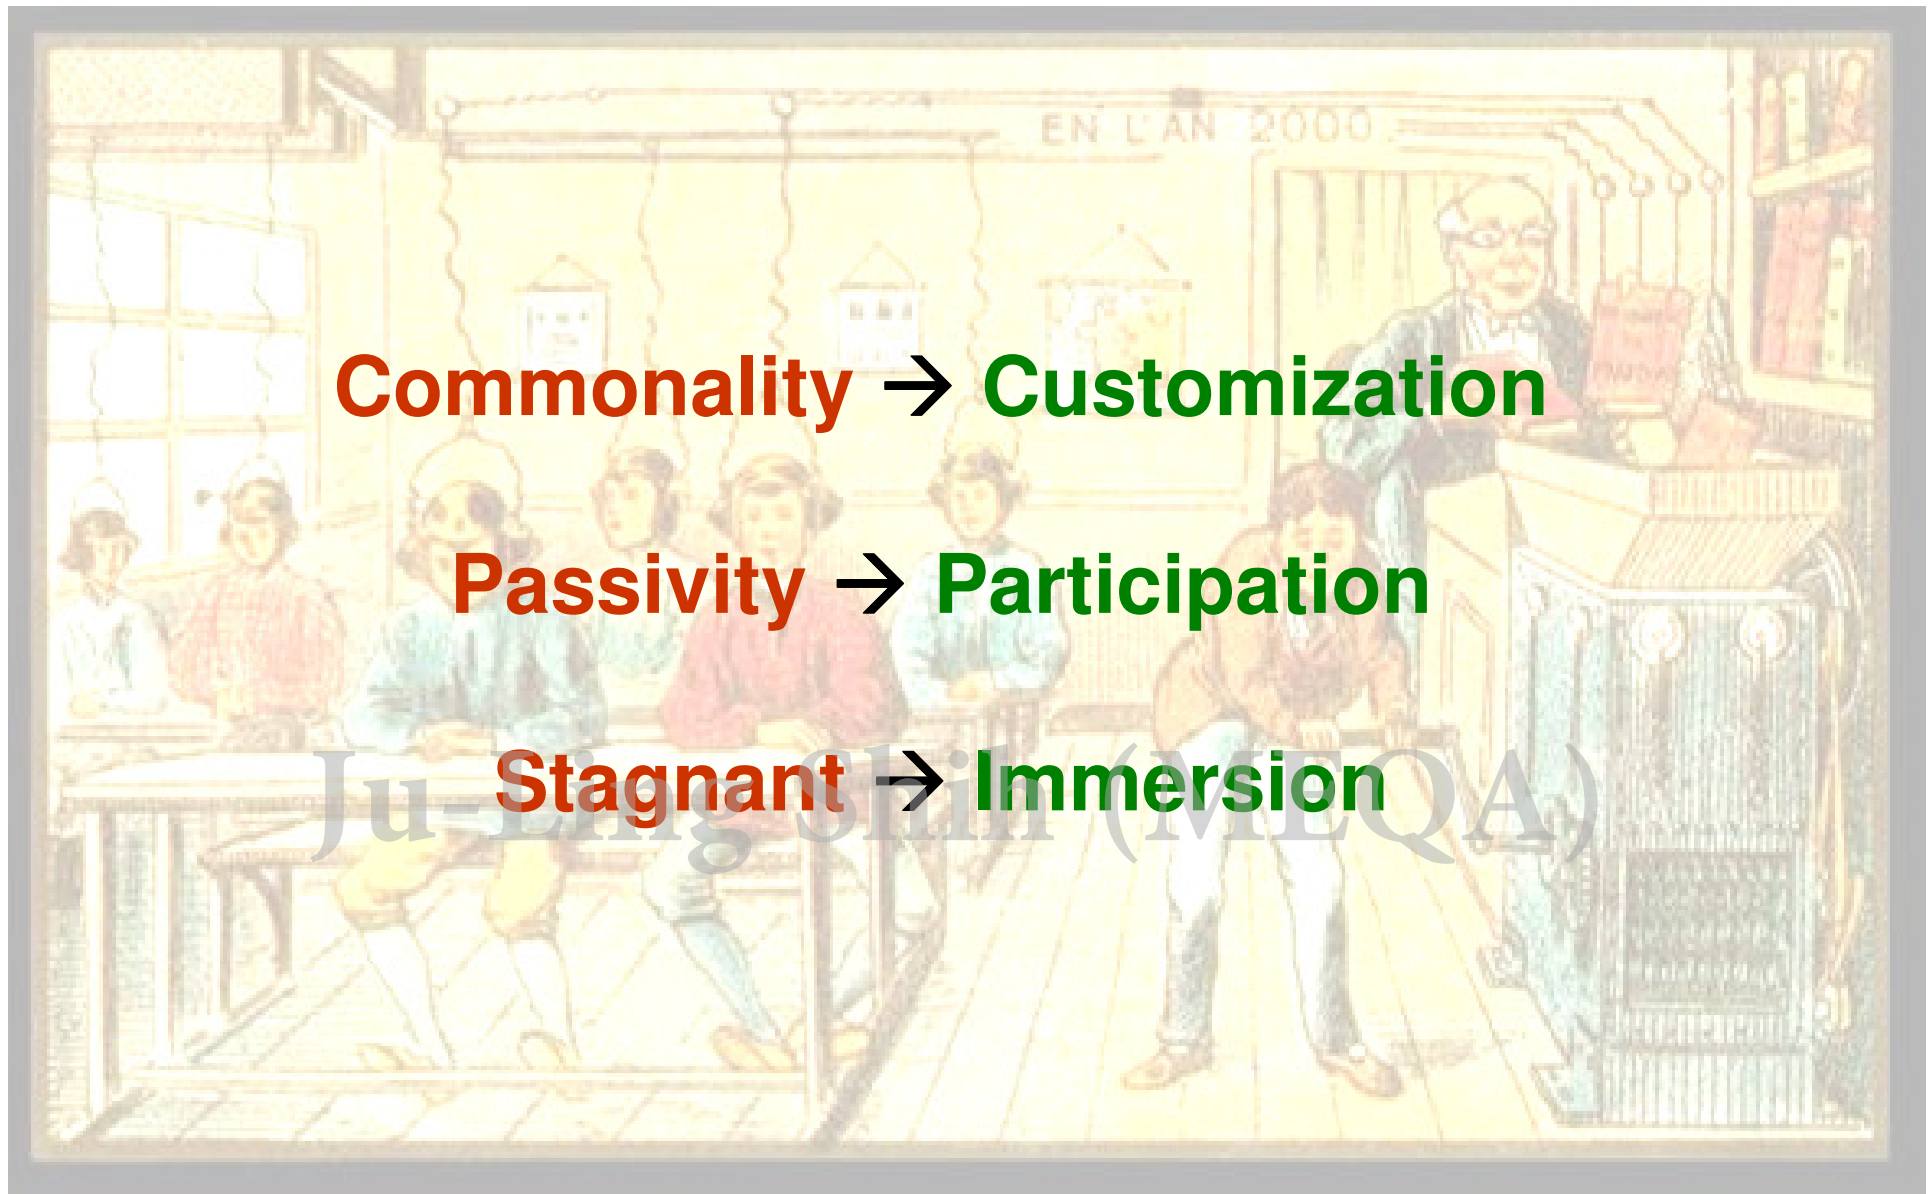 EN L'AN 2000.
Commonality → Customization
Passivity → Participation
Stagnant → Immersion
Ju-Ling Shih (MEQA)